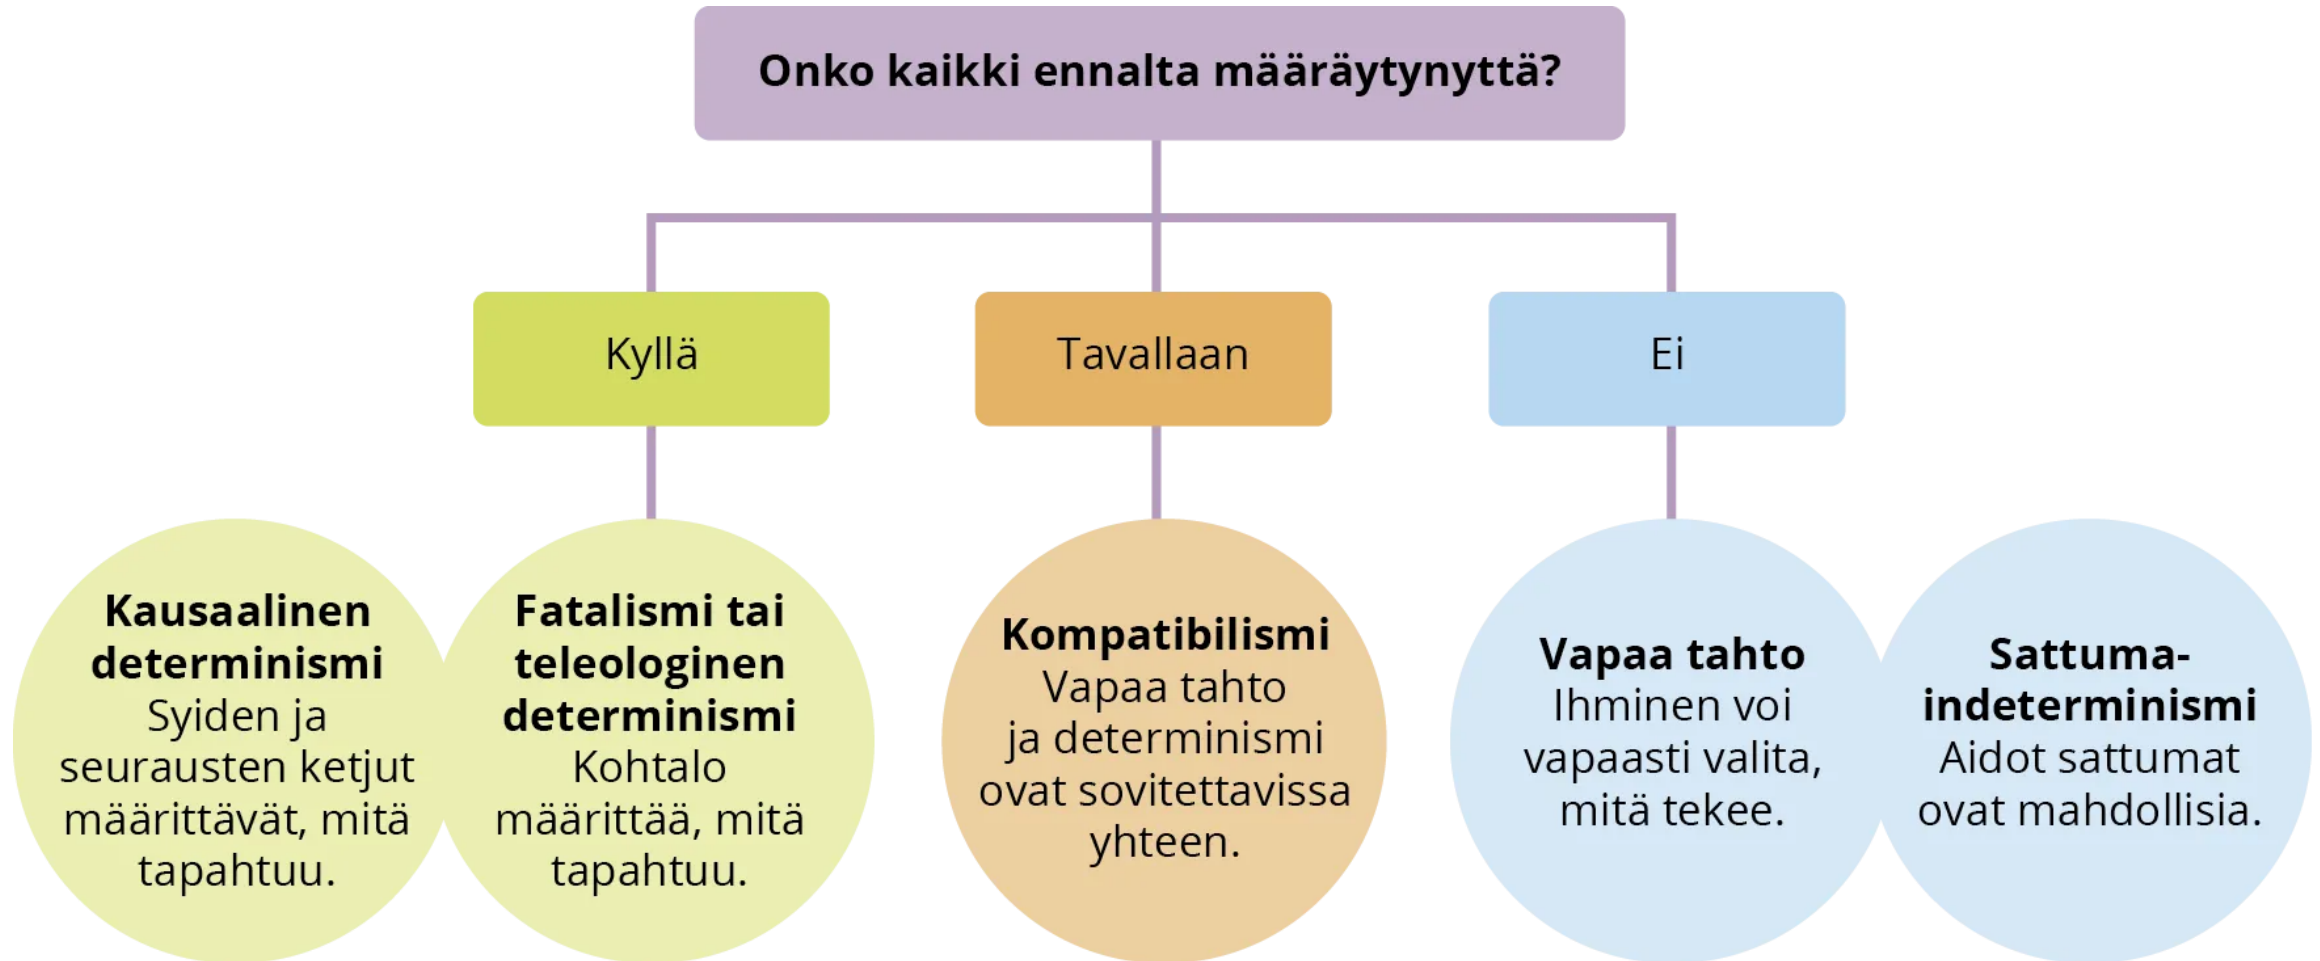 Onko kaikki ennalta määräytynyttä?
Kyllä
Tavallaan
Ei
Kausaalinen
determinismi
Syiden ja
seurausten ketjut
määrittävät, mitä
tapahtuu.
Fatalismi tai
teleologinen
determinismi
Kohtalo
määrittää, mitä
tapahtuu.
Kompatibilismi
Vapaa tahto
ja determinismi
ovat sovitettavissa
yhteen.
Vapaa tahto
Ihminen voi
vapaasti valita,
mitä tekee.
Sattuma-
indeterminismi
Aidot sattumat
ovat mahdollisia.